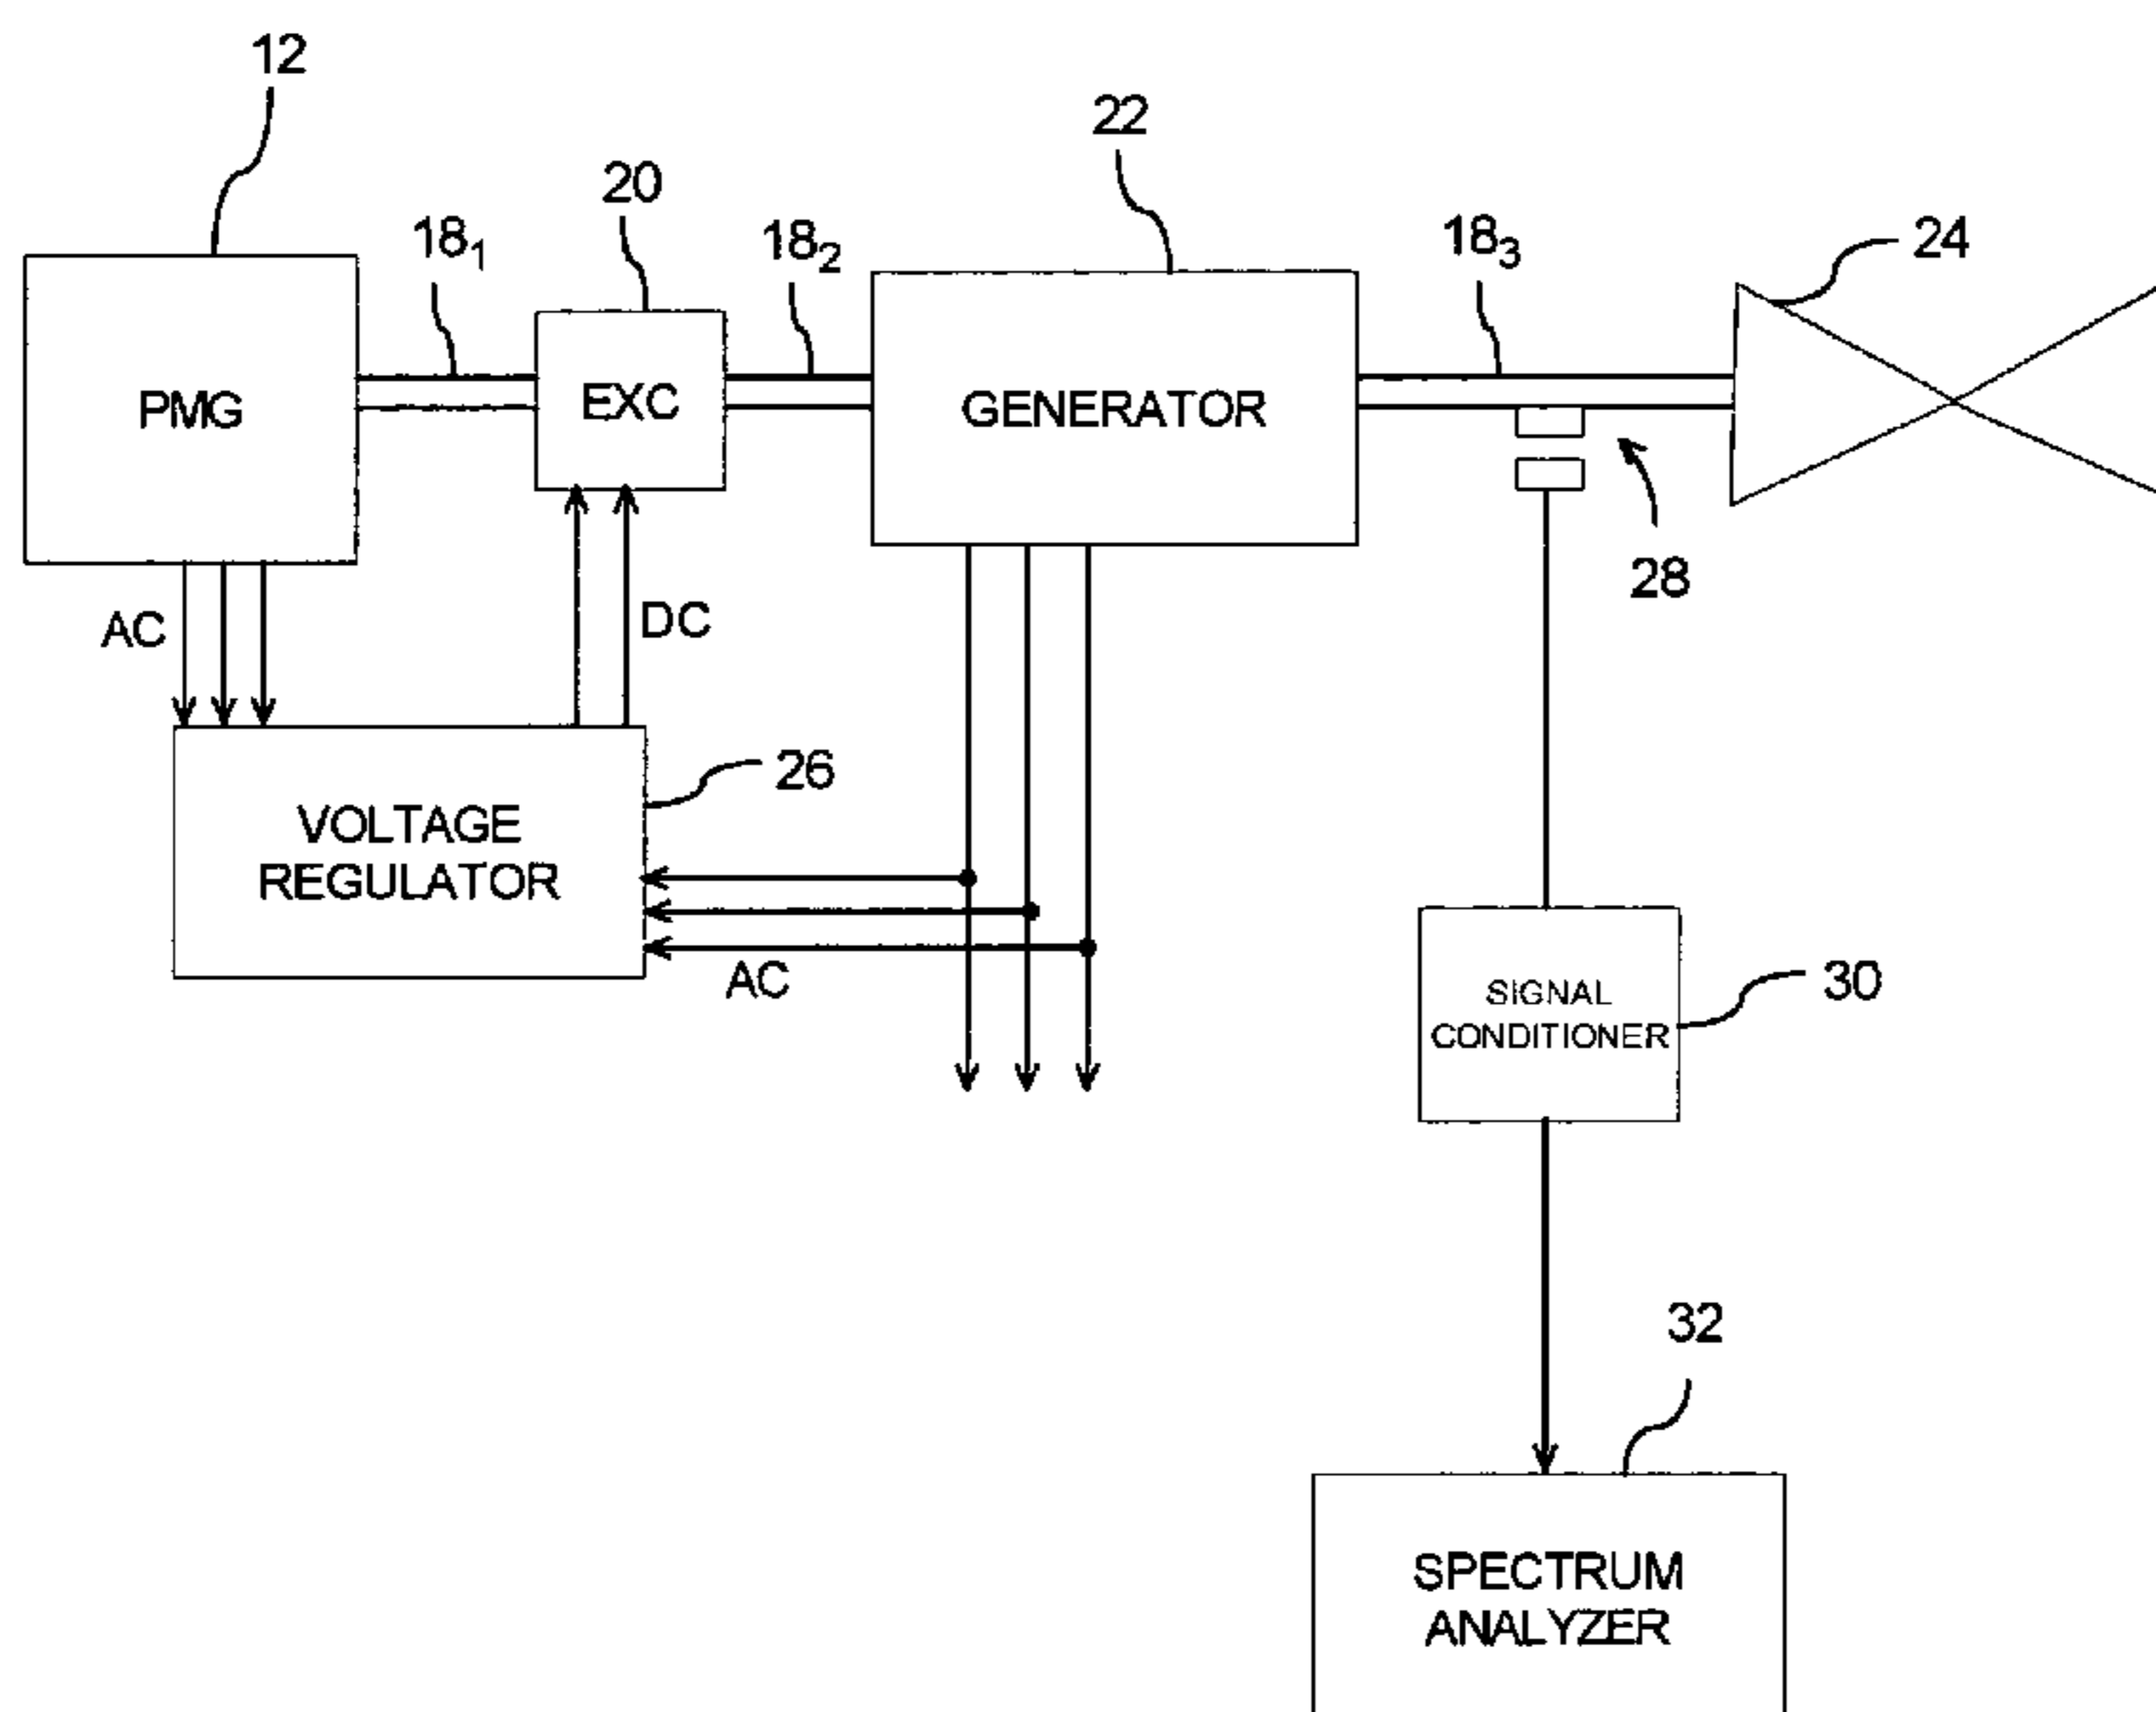 12
22
20
18₁
18₂
18₃
24
PMG
EXC
GENERATOR
28
AC
DC
26
VOLTAGE
REGULATOR
AC
30
SIGNAL
CONDITIONER
32
SPECTRUM
ANALYZER